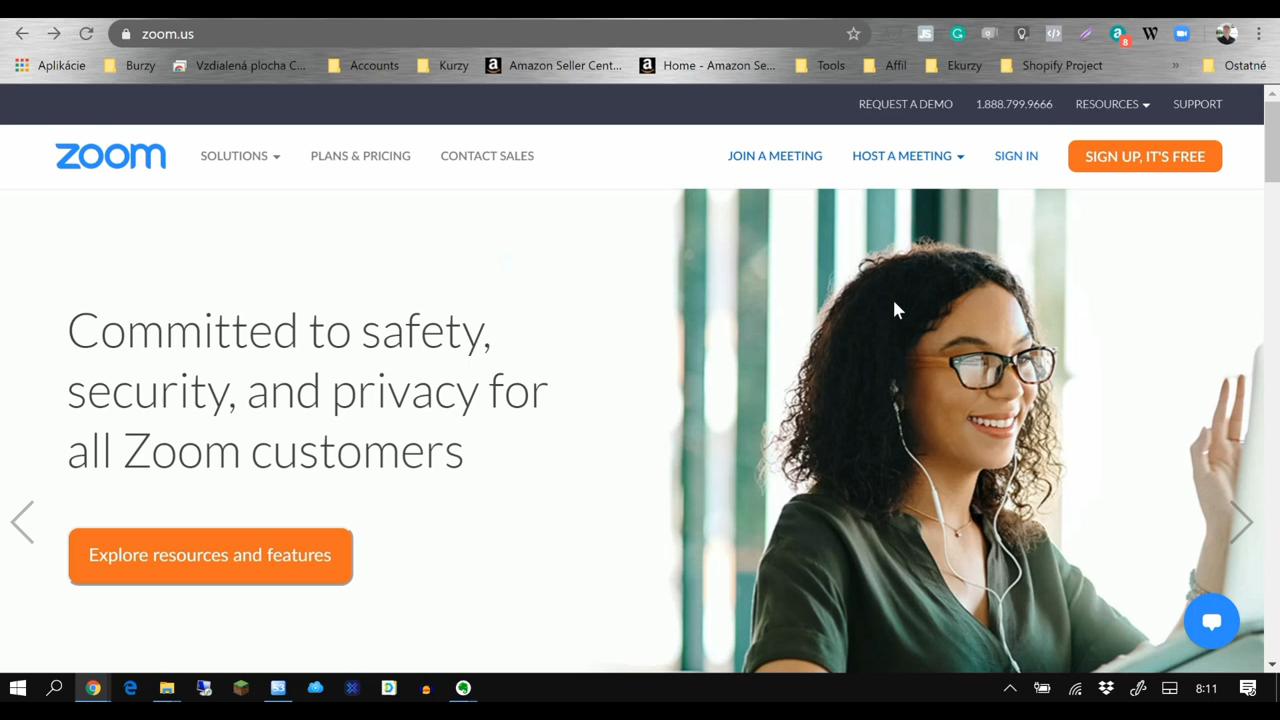 zoom.us
8
Aplikácie Burzy Vzdialená plocha C... Accounts Kurzy Amazon Seller Cent... Home - Amazon Se... Tools Affil Ekurzy Shopify Project » Ostatné
REQUEST A DEMO 1.888.799.9666 RESOURCES SUPPORT
zoom SOLUTIONS PLANS & PRICING CONTACT SALES JOIN A MEETING HOST A MEETING SIGN IN SIGN UP, IT'S FREE
Committed to safety,
security, and privacy for
all Zoom customers
Explore resources and features
8:11